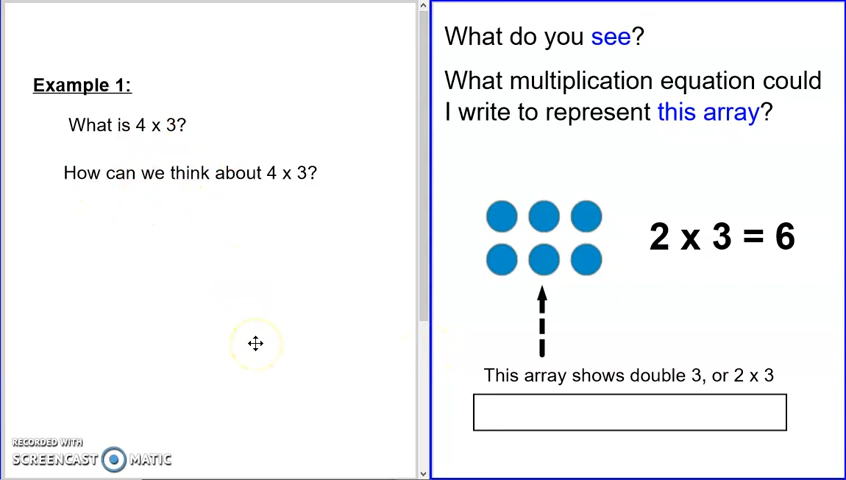 Example 1:
What is 4 x 3?
How can we think about 4 x 3?
RECORDED WITH
SCREENCAST MATIC
What do you see?
What multiplication equation could
I write to represent this array?
2 x 3 = 6
This array shows double 3, or 2 x 3